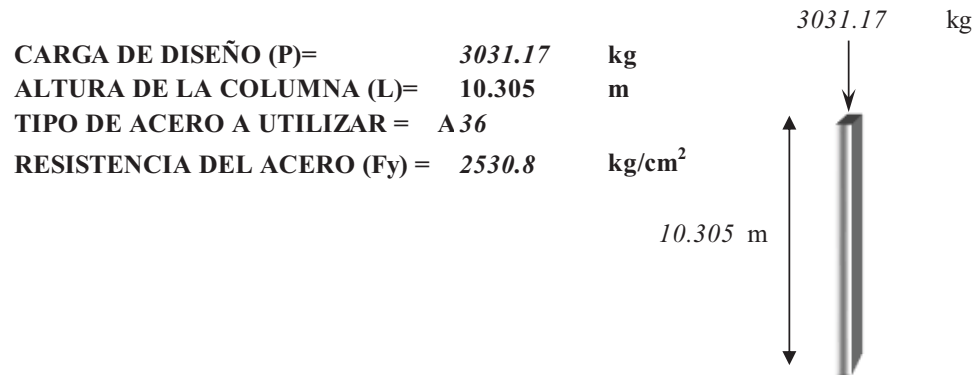 3031.17 kg
CARGA DE DISEÑO (P)= 3031.17 kg
ALTURA DE LA COLUMNA (L)= 10.305 m
TIPO DE ACERO A UTILIZAR = A 36
RESISTENCIA DEL ACERO (Fy) = 2530.8 kg/cm²
10.305 m